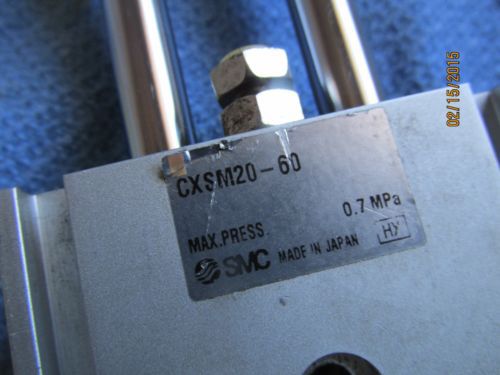 CXSM20-60
MAX.PRESS. 0.7 MPa
SMC MADE IN JAPAN HY
02/15/2015